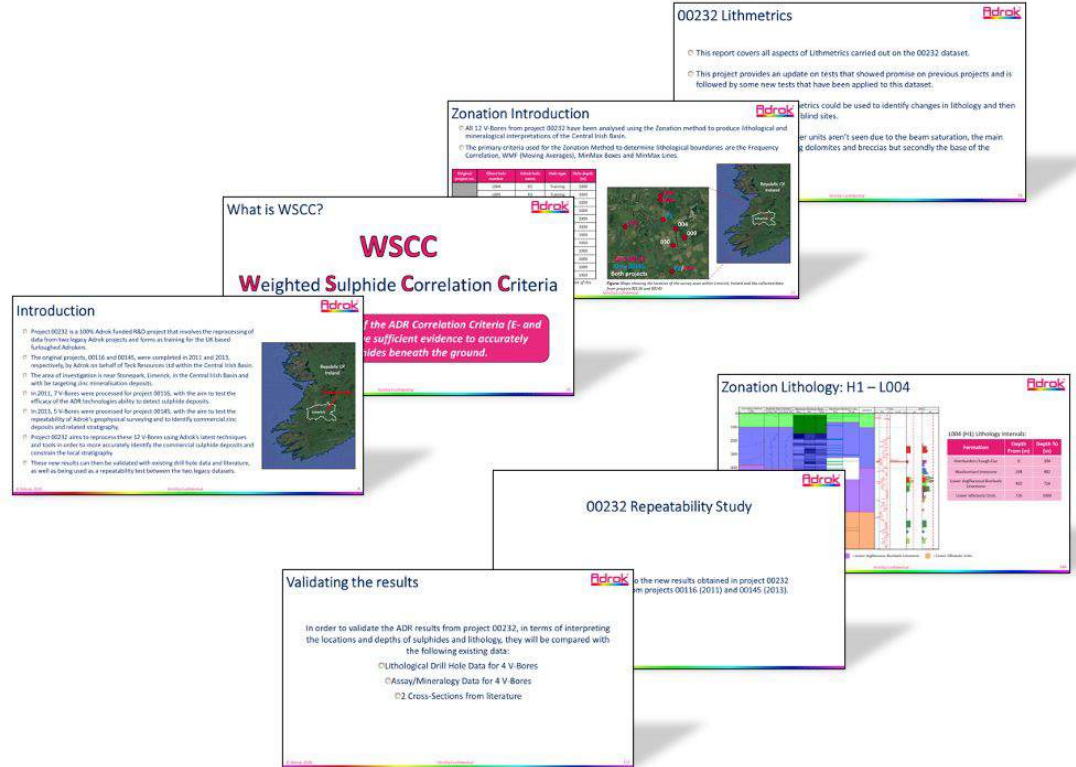 00232 Lithmetrics
Adrok
This report covers all aspects of Lithmetrics carried out on the 00232 dataset.
This project provides an update on tests that showed promise on previous projects and is
followed by some new tests that have been applied to this dataset.
metrics could be used to identify changes in lithology and then
blind sites.
er units aren't seen due to the beam saturation, the main
g dolomites and breccias but secondly the base of the
Zonation Introduction
Adrok
All 12 V-Bores from project 00232 have been analysed using the Zonation method to produce lithological and
mineralogical interpretations of the Central Irish Basin.
The primary criteria used for the Zonation Method to determine lithological boundaries are the Frequency
Correlation, WMF (Moving Averages), MinMax Boxes and MinMax Lines.
Republic Of
Ireland
Limerick
Both projects
What is WSCC?
Adrok
WSCC
Weighted Sulphide Correlation Criteria
of the ADR Correlation Criteria (E- and
ve sufficient evidence to accurately
hides beneath the ground.
Introduction
Adrok
Project 00232 is a 100% Adrok funded R&D project that involves the reprocessing of
data from two legacy Adrok projects and forms as training for the UK based
furloughed Adrokers.
The original projects, 00116 and 00145, were completed in 2011 and 2013,
respectively, by Adrok on behalf of Teck Resources Ltd within the Central Irish Basin.
The area of investigation is near Stonepark, Limerick, in the Central Irish Basin and
with be targeting zinc mineralisation deposits.
In 2011, 7 V-Bores were processed for project 00116, with the aim to test the
efficacy of the ADR technologies ability to detect sulphide deposits.
In 2013, 5 V-Bores were processed for project 00145, with the aim to test the
repeatability of Adrok's geophysical surveying and to identify commercial zinc
deposits and related stratigraphy.
Project 00232 aims to reprocess these 12 V-Bores using Adrok's latest techniques
and tools in order to more accurately identify the commercial sulphide deposits and
constrain the local stratigraphy.
These new results can then be validated with existing drill hole data and literature,
as well as being used as a repeatability test between the two legacy datasets.
Republic Of
Ireland
Limerick
Zonation Lithology: H1 – L004
Adrok
L004 (H1) Lithology Intervals:
Formation Depth From (m) Depth To (m)
00232 Repeatability Study
Adrok
o the new results obtained in project 00232
om projects 00116 (2011) and 00145 (2013).
Validating the results
Adrok
In order to validate the ADR results from project 00232, in terms of interpreting
the locations and depths of sulphides and lithology, they will be compared with
the following existing data:
Lithological Drill Hole Data for 4 V-Bores
Assay/Mineralogy Data for 4 V-Bores
2 Cross-Sections from literature